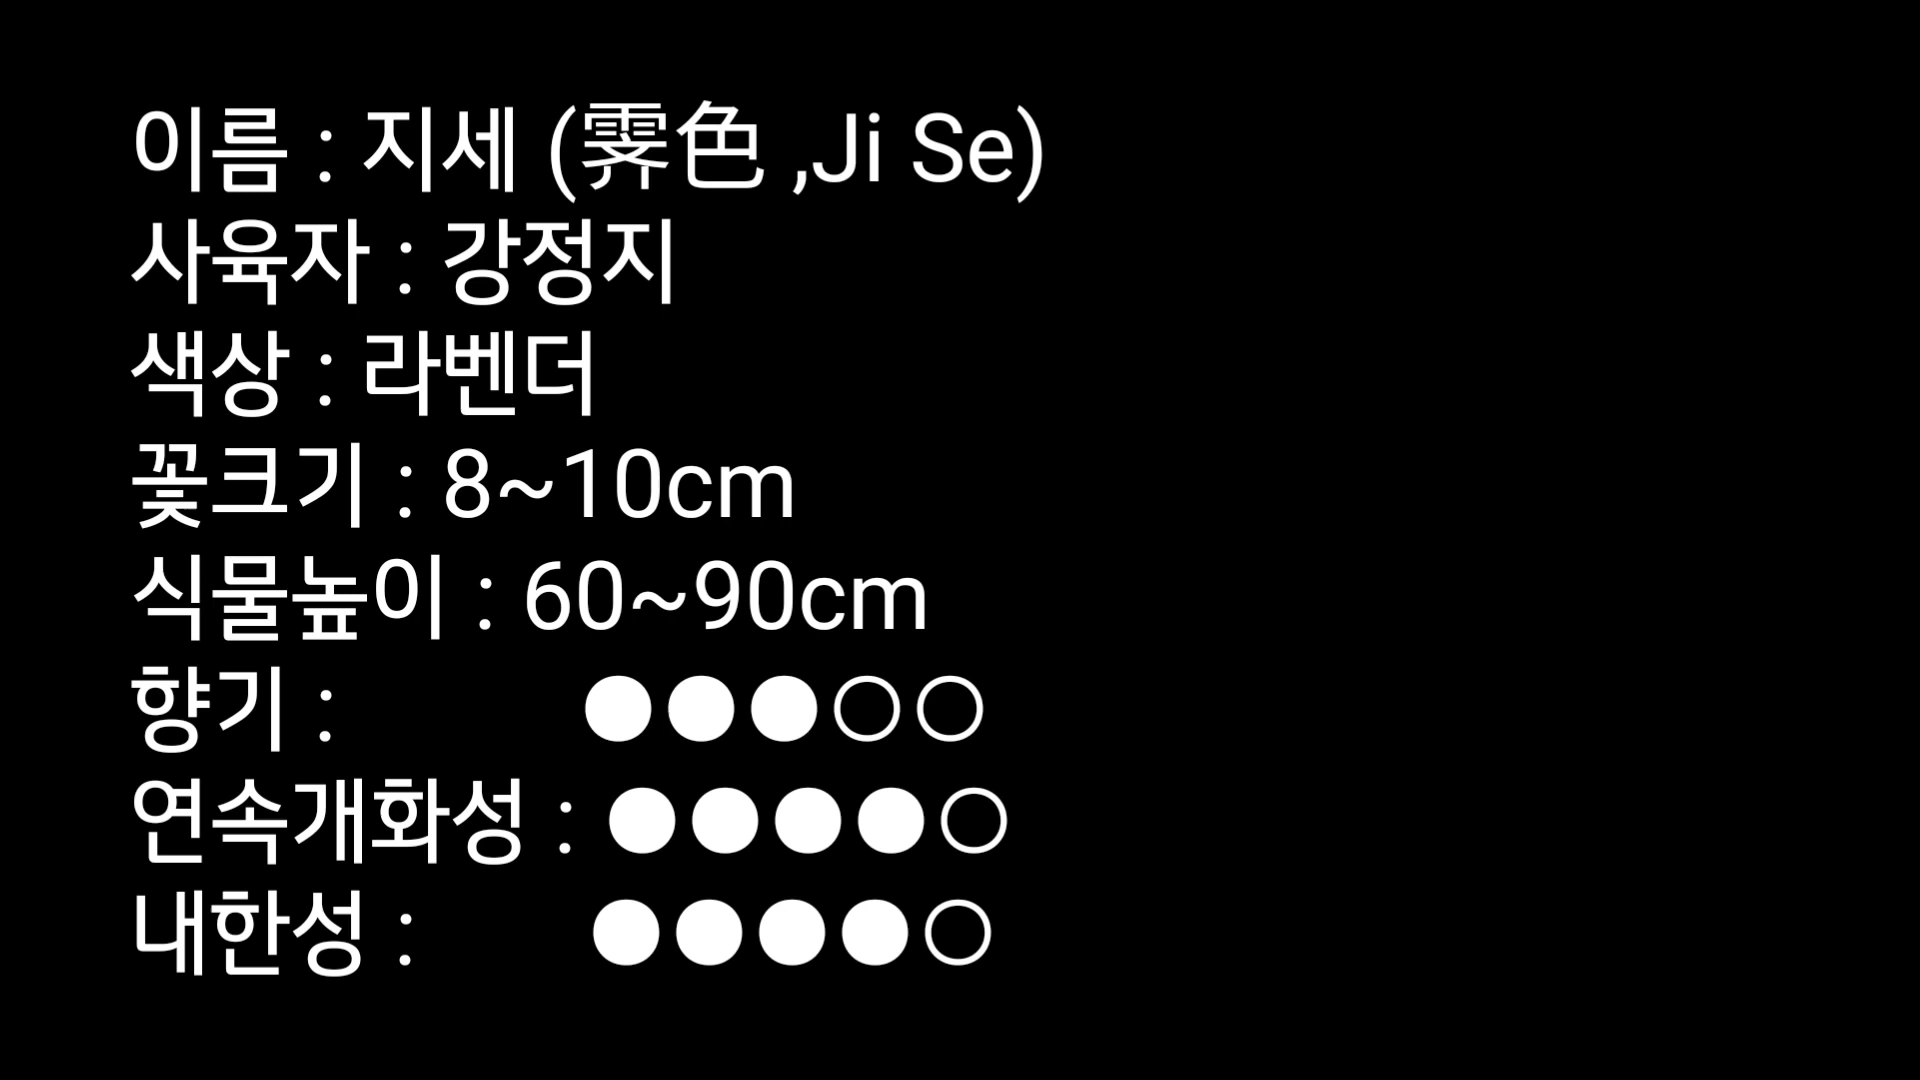 이름 : 지세 (霁色 ,Ji Se)
사육자 : 강정지
색상 : 라벤더
꽃크기 : 8~10cm
식물높이 : 60~90cm
향기 : ●●●○○
연속개화성 : ●●●●○
내한성 : ●●●●○